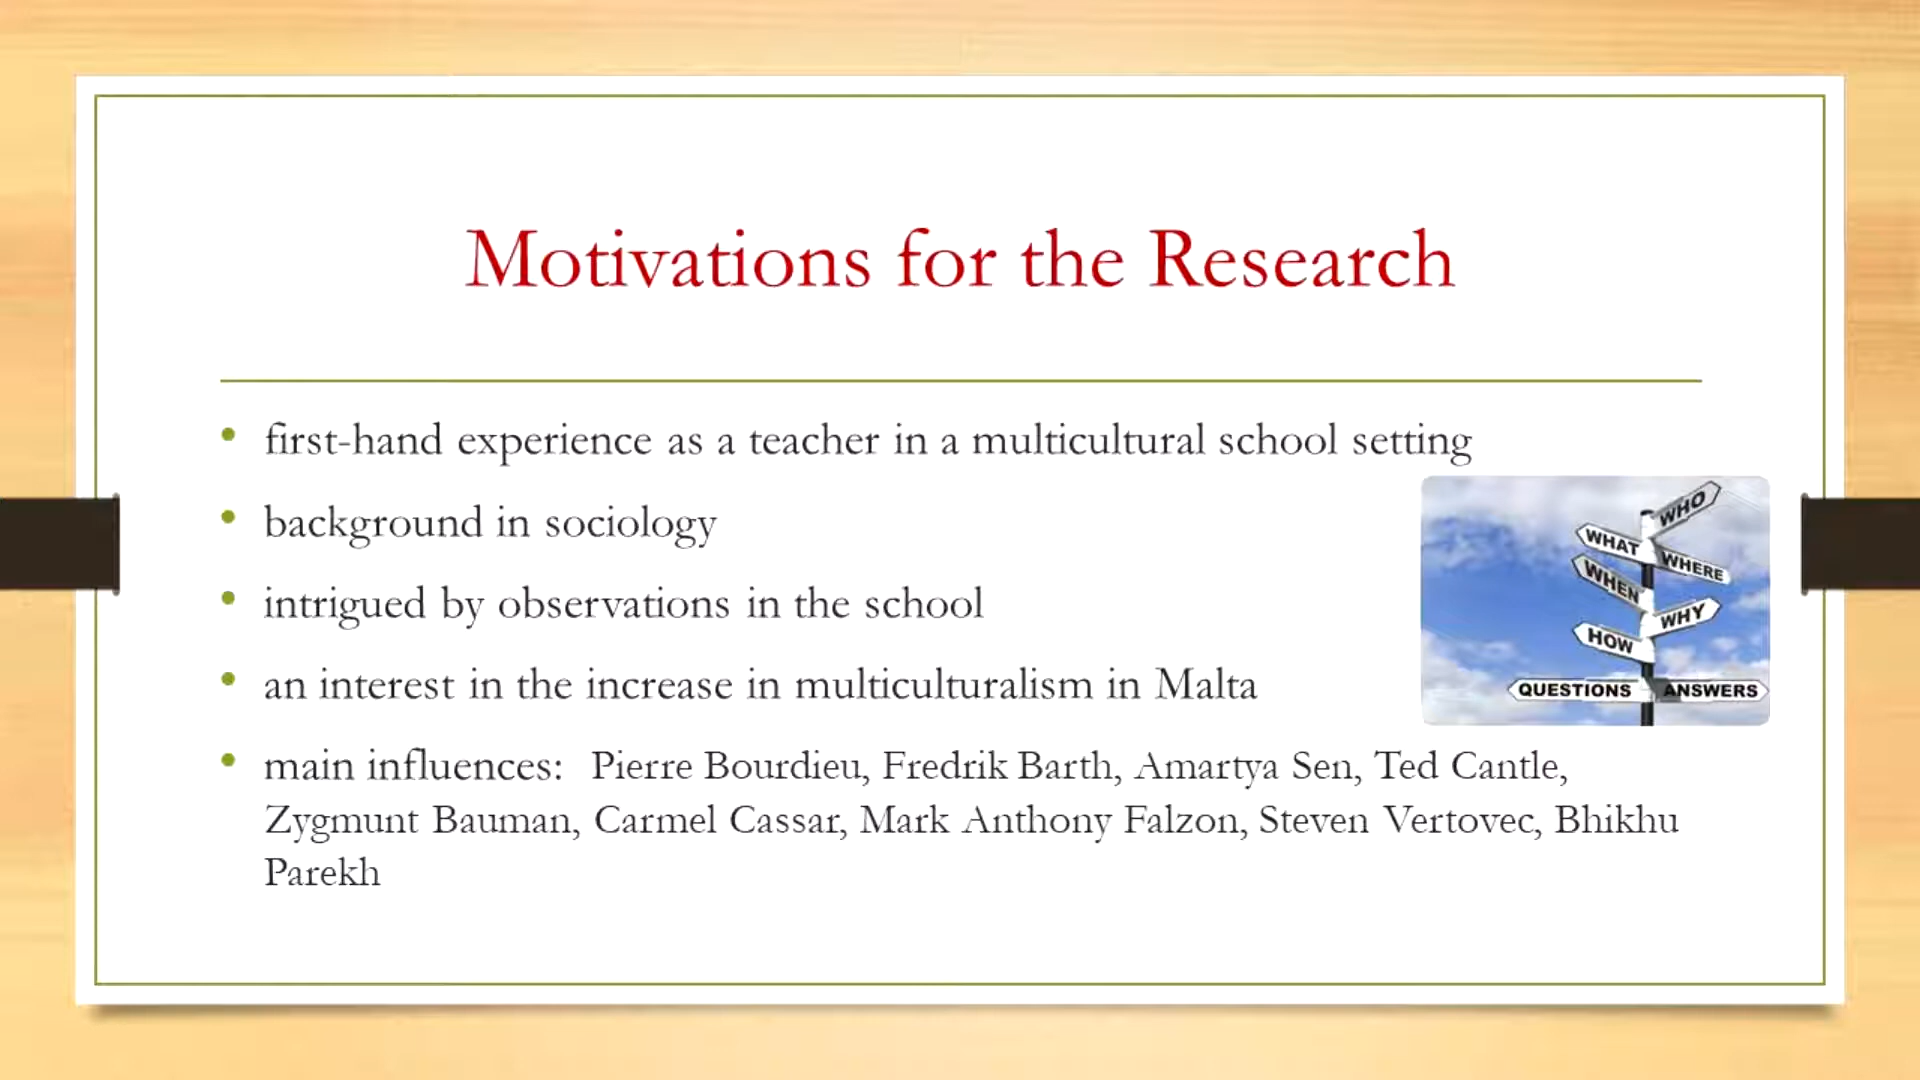 Motivations for the Research
• first-hand experience as a teacher in a multicultural school setting
• background in sociology
• intrigued by observations in the school
• an interest in the increase in multiculturalism in Malta
• main influences: Pierre Bourdieu, Fredrik Barth, Amartya Sen, Ted Cantle,
Zygmunt Bauman, Carmel Cassar, Mark Anthony Falzon, Steven Vertovec, Bhikhu
Parekh
WHO
WHAT
WHERE
WHEN
WHY
HOW
QUESTIONS ANSWERS